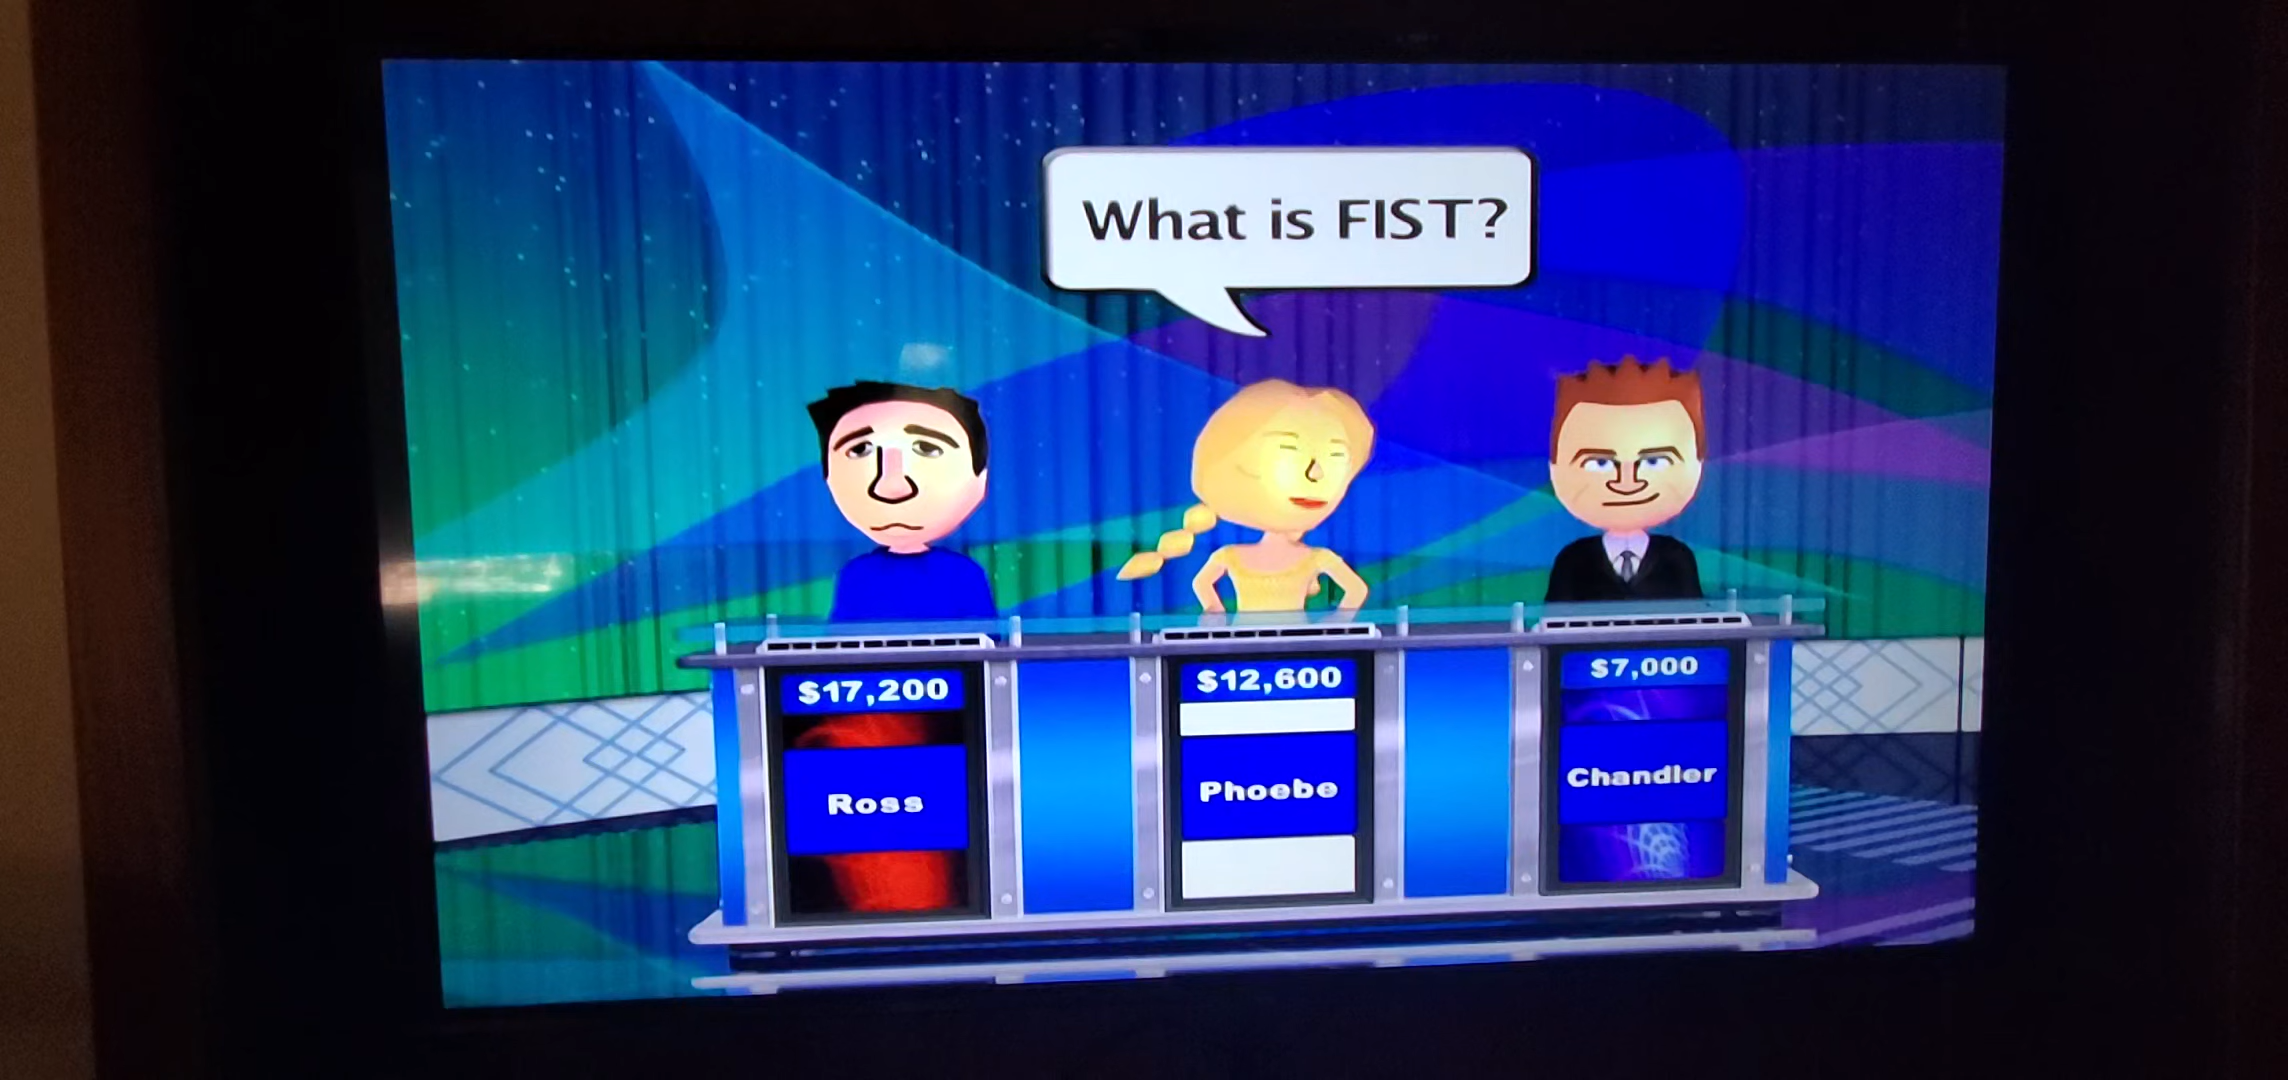 What is FIST?
$17,200
$12,600
$7,000
Ross
Phoebe
Chandler